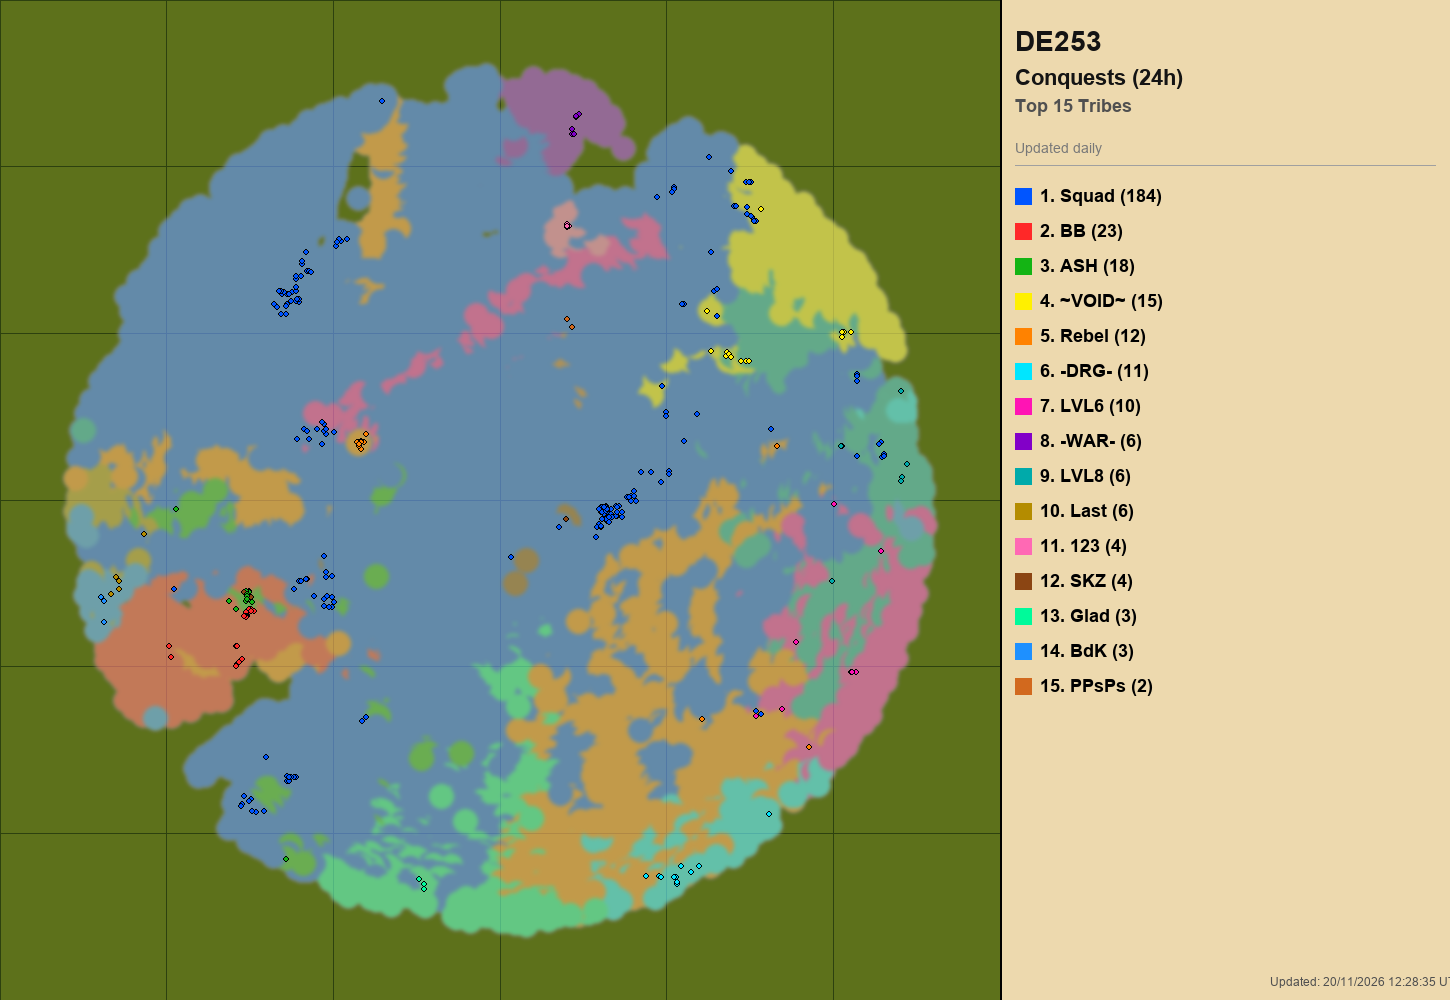 DE253
Conquests (24h)
Top 15 Tribes
Updated daily
1. Squad (184)
2. BB (23)
3. ASH (18)
4. ~VOID~ (15)
5. Rebel (12)
6. -DRG- (11)
7. LVL6 (10)
8. -WAR- (6)
9. LVL8 (6)
10. Last (6)
11. 123 (4)
12. SKZ (4)
13. Glad (3)
14. BdK (3)
15. PPsPs (2)
Updated: 20/11/2026 12:28:35 U